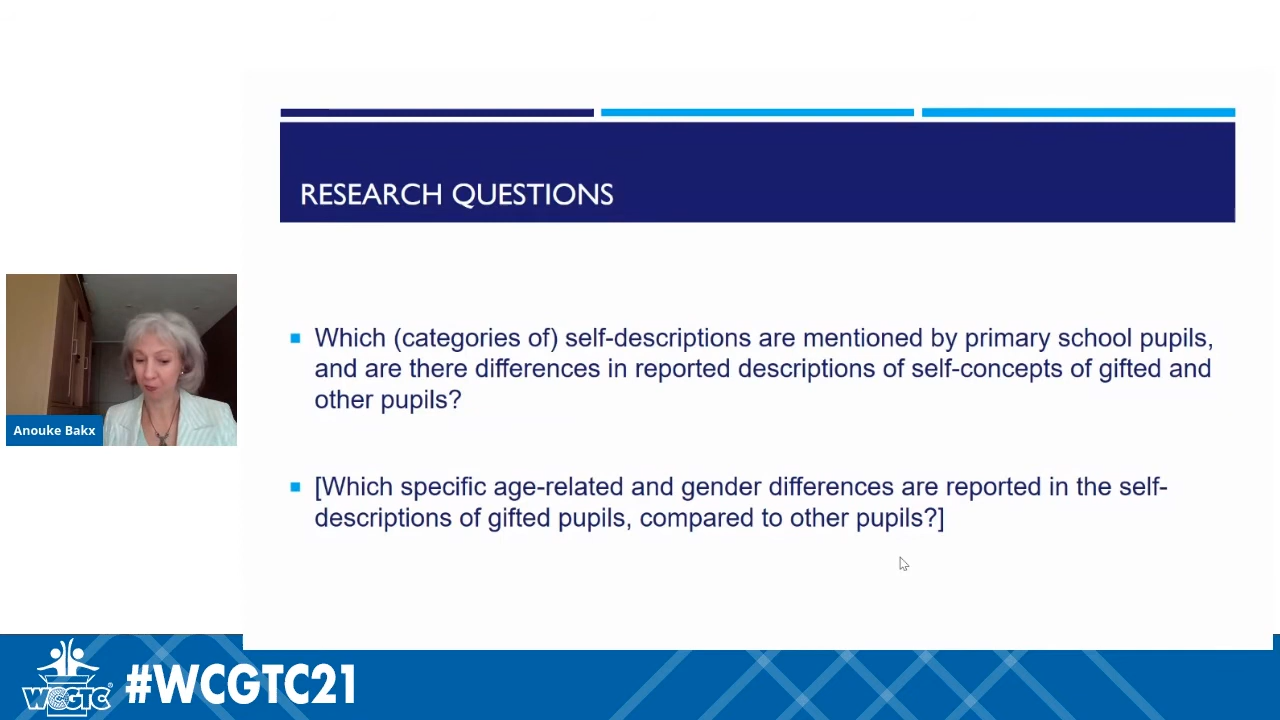 RESEARCH QUESTIONS
Which (categories of) self-descriptions are mentioned by primary school pupils,
and are there differences in reported descriptions of self-concepts of gifted and
other pupils?
[Which specific age-related and gender differences are reported in the self-
descriptions of gifted pupils, compared to other pupils?]
Anouke Bakx
WCGTC®
#WCGTC21